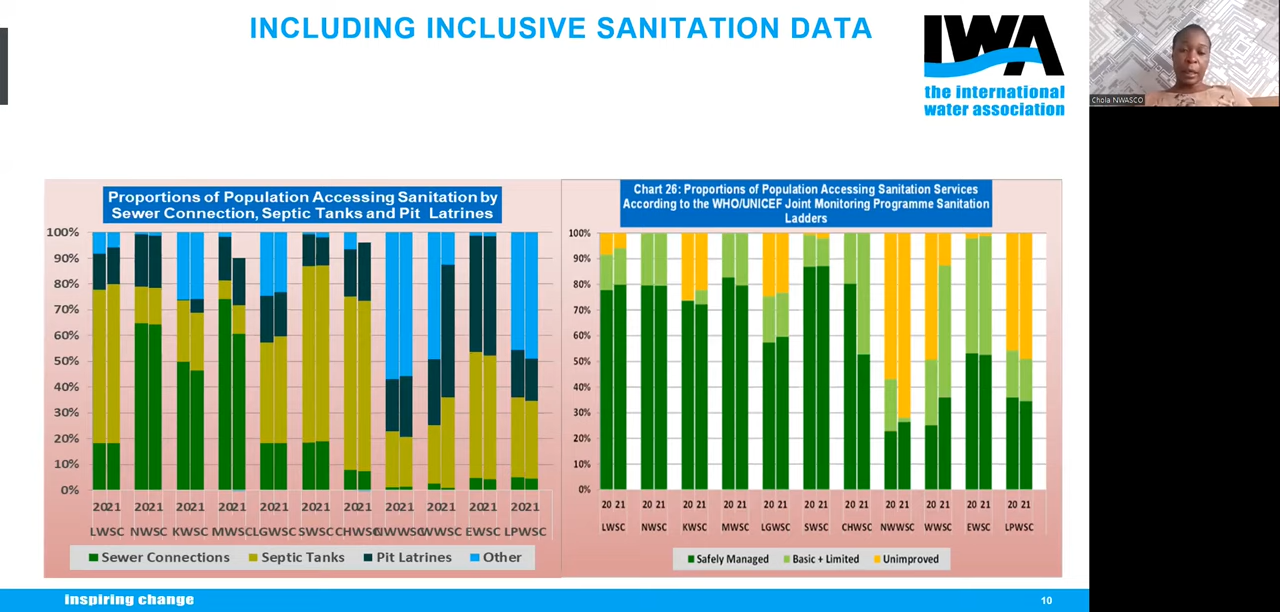 INCLUDING INCLUSIVE SANITATION DATA
IWA
the international
water association
Chola NWASCO
Proportions of Population Accessing Sanitation by
Sewer Connection, Septic Tanks and Pit Latrines
100%
90%
80%
70%
60%
50%
40%
30%
20%
10%
0%
2021 2021 2021 2021 2021 2021 2021 2021 2021 2021 2021
LWSC NWSC KWSC MWSC LGWSC SWSC CHWSC NWWSC WWSC EWSC LPWSC
Sewer Connections Septic Tanks Pit Latrines Other
Chart 26: Proportions of Population Accessing Sanitation Services
According to the WHO/UNICEF Joint Monitoring Programme Sanitation
Ladders
100%
90%
80%
70%
60%
50%
40%
30%
20%
10%
0%
20 21 20 21 20 21 20 21 20 21 20 21 20 21 20 21 20 21 20 21 20 21
LWSC NWSC KWSC MWSC LGWSC SWSC CHWSC NWWSC WWSC EWSC LPWSC
Safely Managed Basic + Limited Unimproved
inspiring change
10